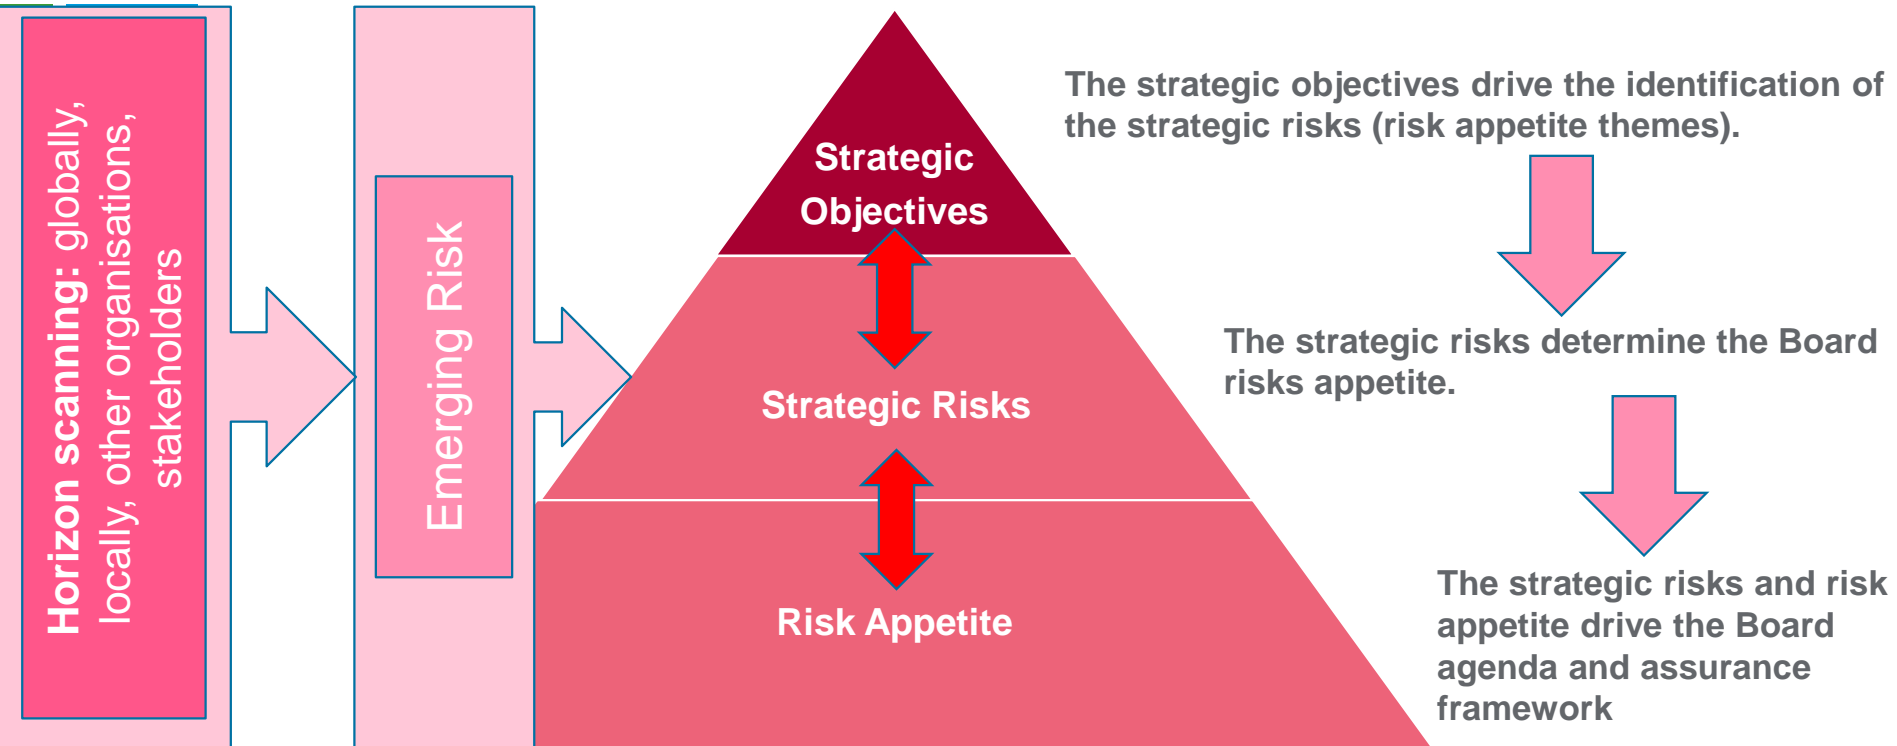 Horizon scanning: globally,
locally, other organisations,
stakeholders
Emerging Risk
Strategic
Objectives
Strategic Risks
Risk Appetite
The strategic objectives drive the identification of
the strategic risks (risk appetite themes).
The strategic risks determine the Board
risks appetite.
The strategic risks and risk
appetite drive the Board
agenda and assurance
framework